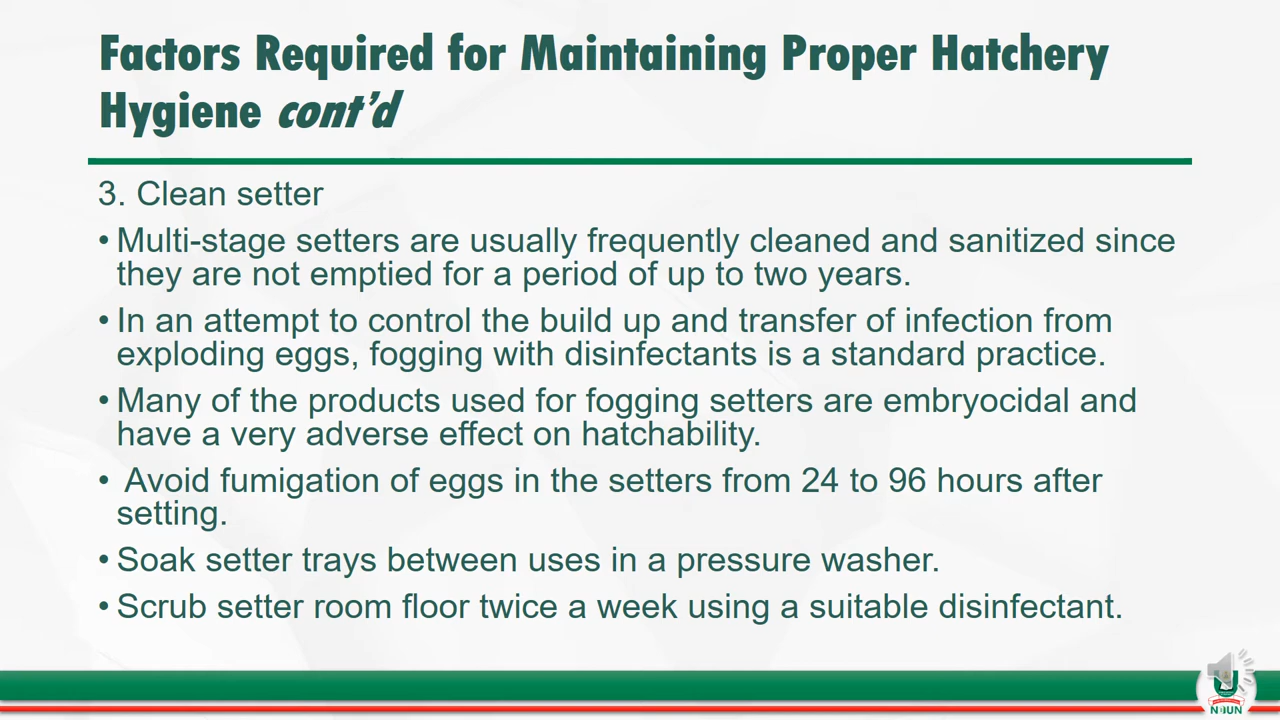 Factors Required for Maintaining Proper Hatchery
Hygiene cont’d
3. Clean setter
• Multi-stage setters are usually frequently cleaned and sanitized since
they are not emptied for a period of up to two years.
• In an attempt to control the build up and transfer of infection from
exploding eggs, fogging with disinfectants is a standard practice.
• Many of the products used for fogging setters are embryocidal and
have a very adverse effect on hatchability.
• Avoid fumigation of eggs in the setters from 24 to 96 hours after
setting.
• Soak setter trays between uses in a pressure washer.
• Scrub setter room floor twice a week using a suitable disinfectant.
NOUN